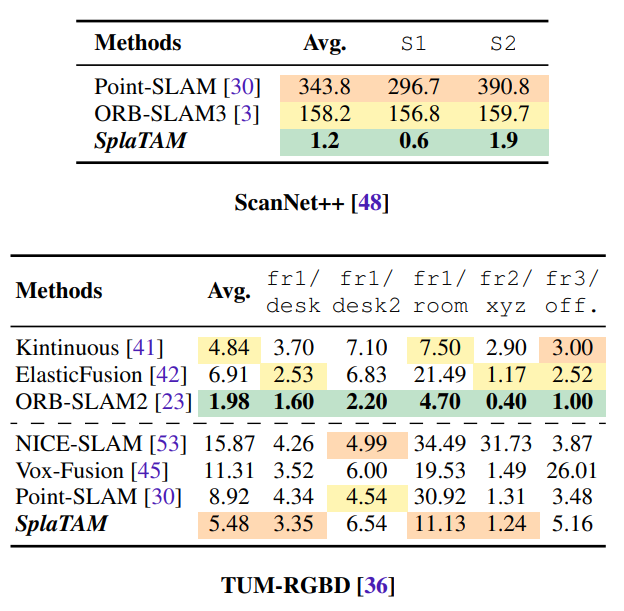 Methods Avg. S1 S2
Point-SLAM [30] 343.8 296.7 390.8
ORB-SLAM3 [3] 158.2 156.8 159.7
SplaTAM 1.2 0.6 1.9
ScanNet++ [48]
Methods Avg. fr1/desk fr1/desk2 fr1/room fr2/xyz fr3/off.
Kintinuous [41] 4.84 3.70 7.10 7.50 2.90 3.00
ElasticFusion [42] 6.91 2.53 6.83 21.49 1.17 2.52
ORB-SLAM2 [23] 1.98 1.60 2.20 4.70 0.40 1.00
NICE-SLAM [53] 15.87 4.26 4.99 34.49 31.73 3.87
Vox-Fusion [45] 11.31 3.52 6.00 19.53 1.49 26.01
Point-SLAM [30] 8.92 4.34 4.54 30.92 1.31 3.48
SplaTAM 5.48 3.35 6.54 11.13 1.24 5.16
TUM-RGBD [36]